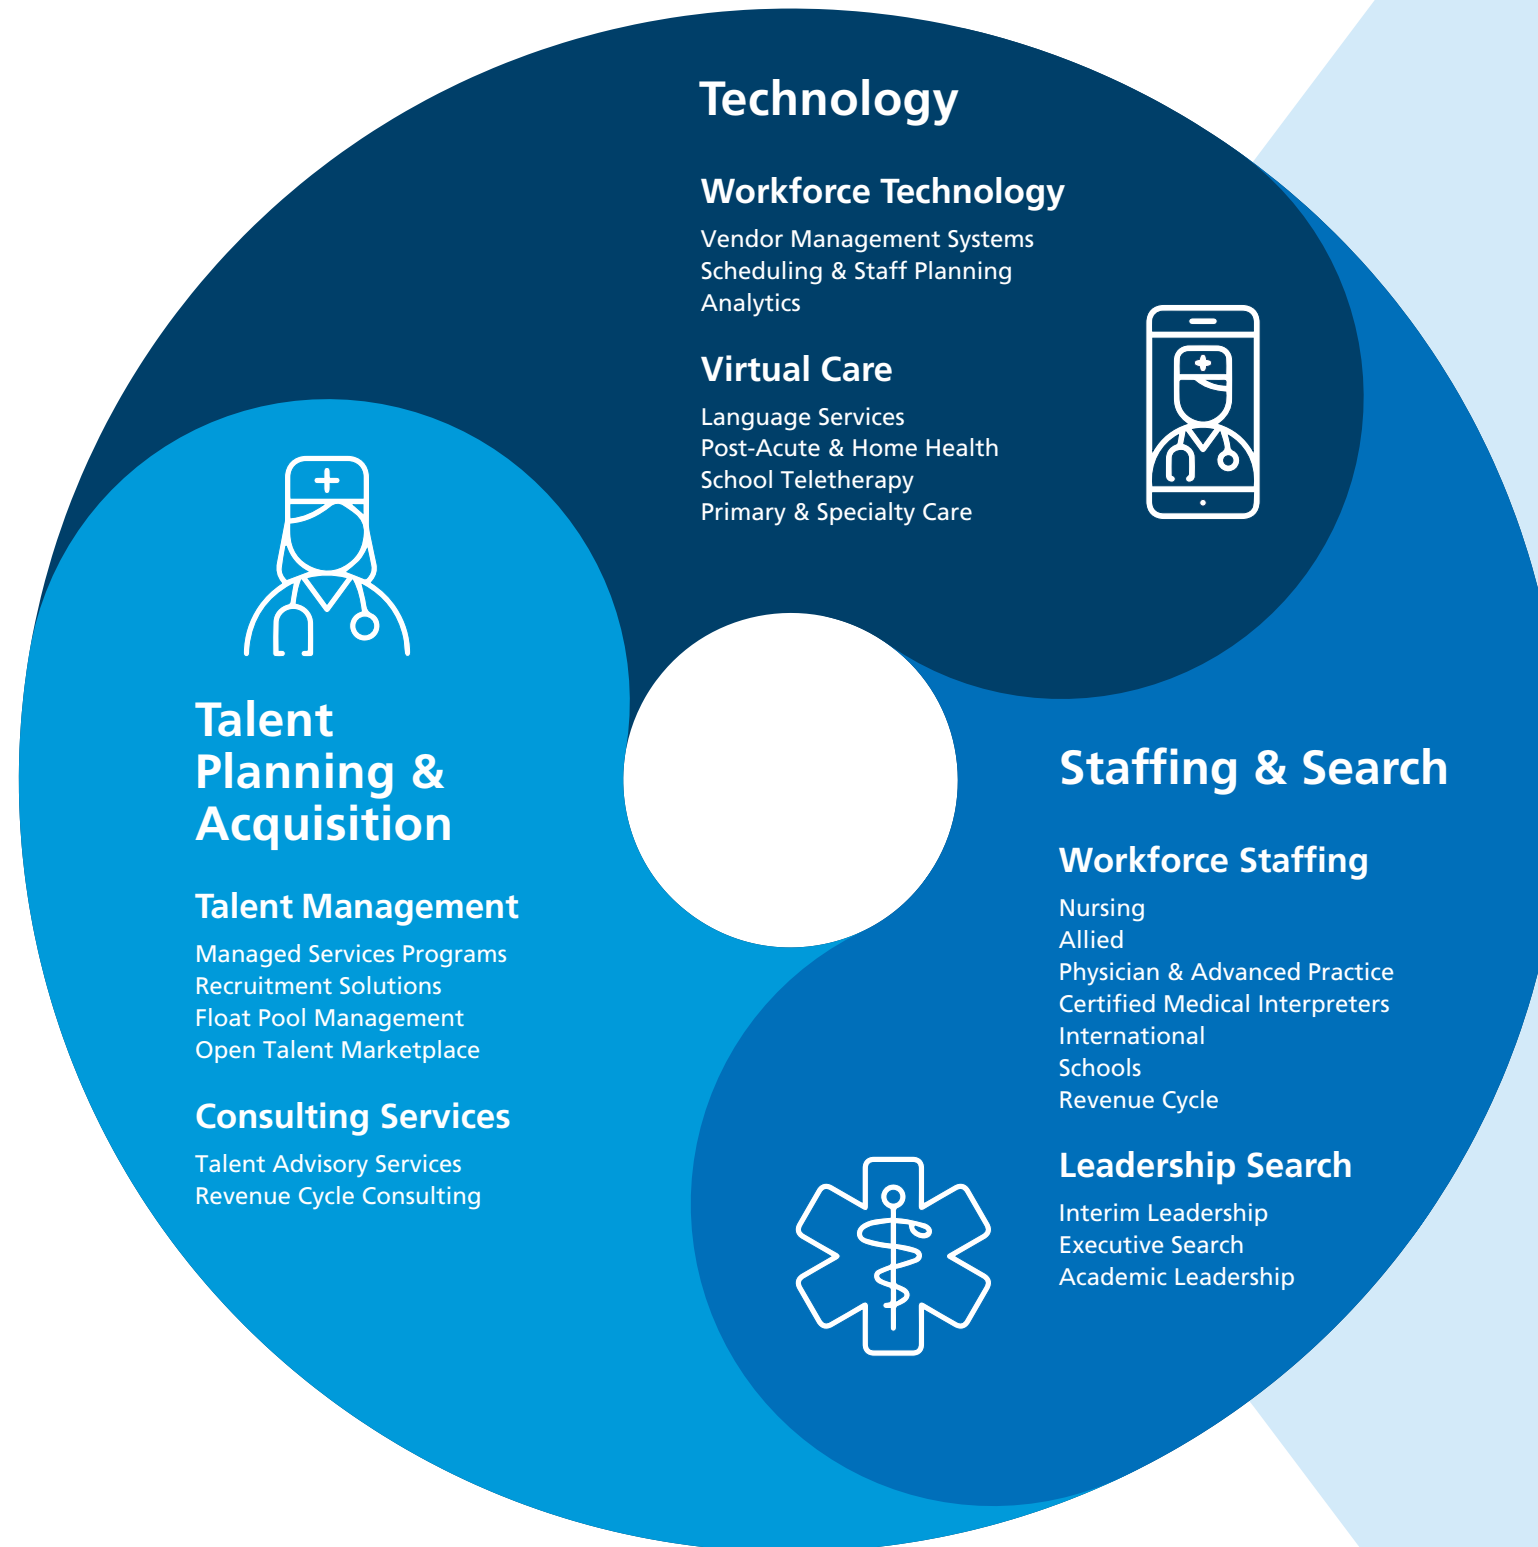 Technology
Workforce Technology
Vendor Management Systems
Scheduling & Staff Planning
Analytics
Virtual Care
Language Services
Post-Acute & Home Health
School Teletherapy
Primary & Specialty Care
Talent
Planning &
Acquisition
Talent Management
Managed Services Programs
Recruitment Solutions
Float Pool Management
Open Talent Marketplace
Consulting Services
Talent Advisory Services
Revenue Cycle Consulting
Staffing & Search
Workforce Staffing
Nursing
Allied
Physician & Advanced Practice
Certified Medical Interpreters
International
Schools
Revenue Cycle
Leadership Search
Interim Leadership
Executive Search
Academic Leadership